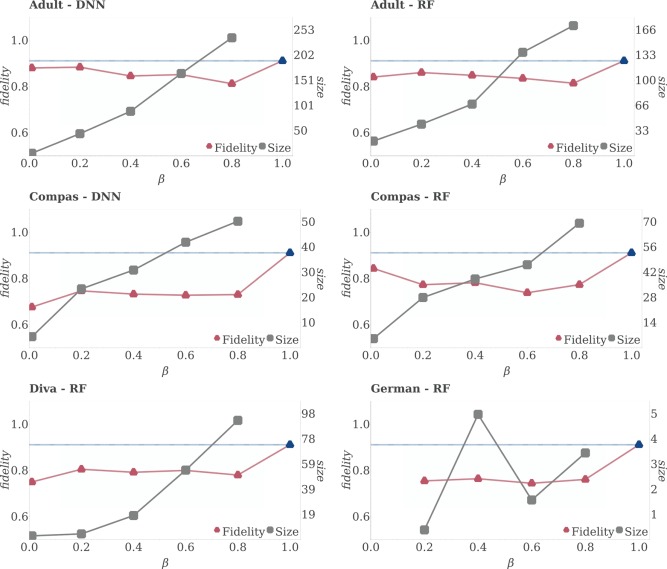 Adult - DNN
1.0
0.8
0.6
fidelity
253
202
151
101
50
size
Fidelity Size
0.0 0.2 0.4 0.6 0.8 1.0
β
Adult - RF
1.0
0.8
0.6
fidelity
166
133
100
66
33
size
Fidelity Size
0.0 0.2 0.4 0.6 0.8 1.0
β
Compas - DNN
1.0
0.8
0.6
fidelity
50
40
30
20
10
size
Fidelity Size
0.0 0.2 0.4 0.6 0.8 1.0
β
Compas - RF
1.0
0.8
0.6
fidelity
70
56
42
28
14
size
Fidelity Size
0.0 0.2 0.4 0.6 0.8 1.0
β
Diva - RF
1.0
0.8
0.6
fidelity
98
78
59
39
19
size
Fidelity Size
0.0 0.2 0.4 0.6 0.8 1.0
β
German - RF
1.0
0.8
0.6
fidelity
5
4
3
2
1
size
Fidelity Size
0.0 0.2 0.4 0.6 0.8 1.0
β